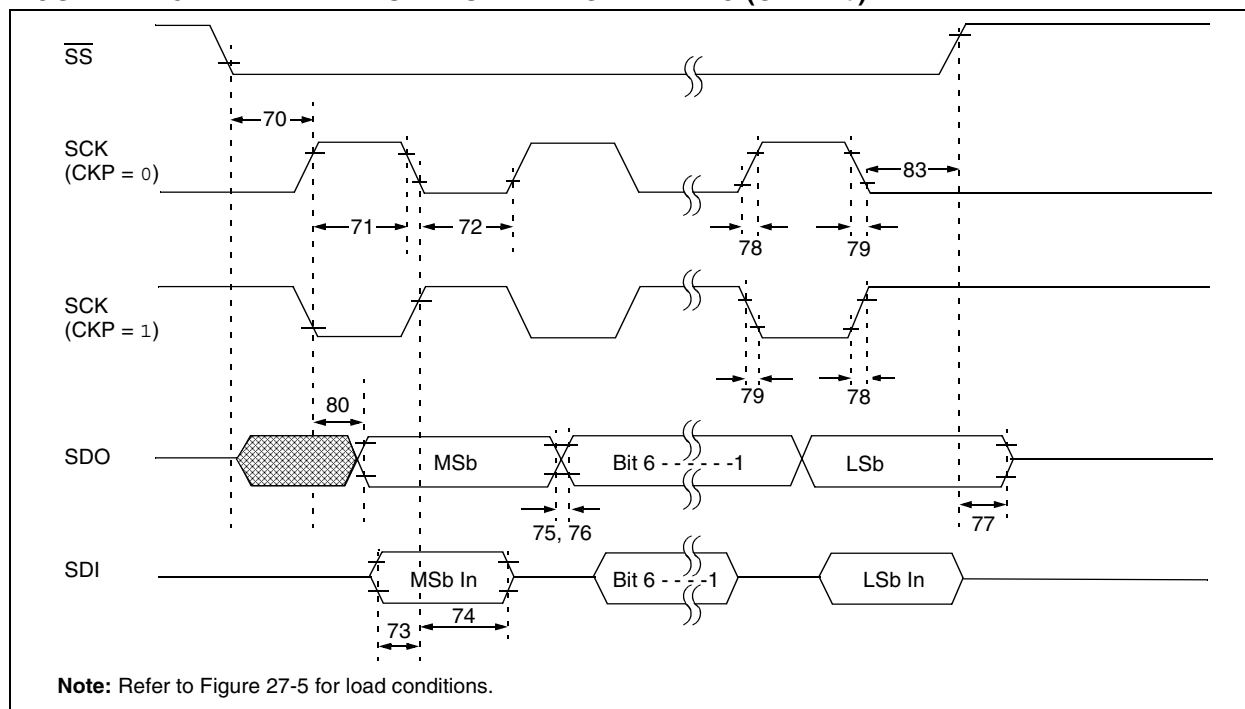 SS
70
SCK
(CKP = 0)
83
71
72
78
79
SCK
(CKP = 1)
79
78
80
SDO
MSb
Bit 6 - - - - - -1
LSb
75, 76
77
SDI
MSb In
Bit 6 - - - - -1
LSb In
74
73
Note: Refer to Figure 27-5 for load conditions.